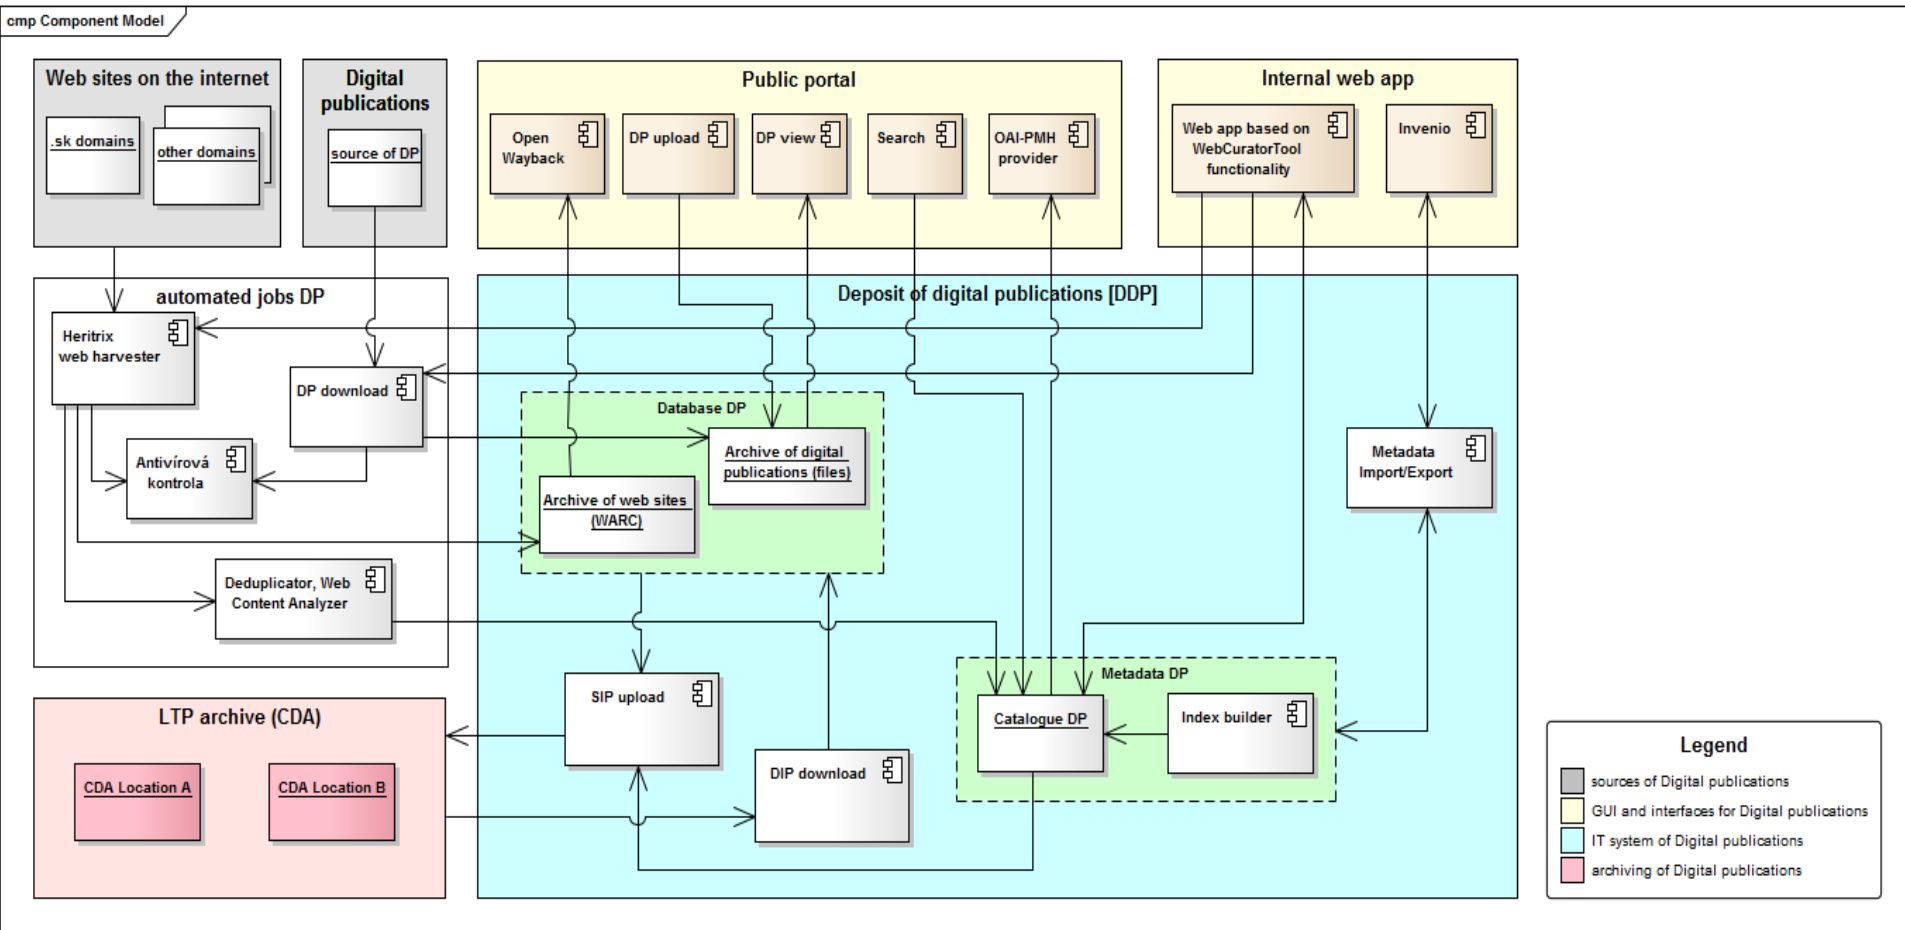 cmp Component Model
Web sites on the internet
.sk domains
other domains
Digital
publications
source of DP
Public portal
Open
Wayback
DP upload
DP view
Search
OAI-PMH
provider
Internal web app
Web app based on
WebCuratorTool
functionality
Invenio
automated jobs DP
Heritrix
web harvester
DP download
Antivírová
kontrola
Deduplicator, Web
Content Analyzer
Deposit of digital publications [DDP]
Database DP
Archive of digital
publications (files)
Archive of web sites
(WARC)
Metadata
Import/Export
SIP upload
DIP download
Metadata DP
Catalogue DP
Index builder
LTP archive (CDA)
CDA Location A
CDA Location B
Legend
sources of Digital publications
GUI and interfaces for Digital publications
IT system of Digital publications
archiving of Digital publications